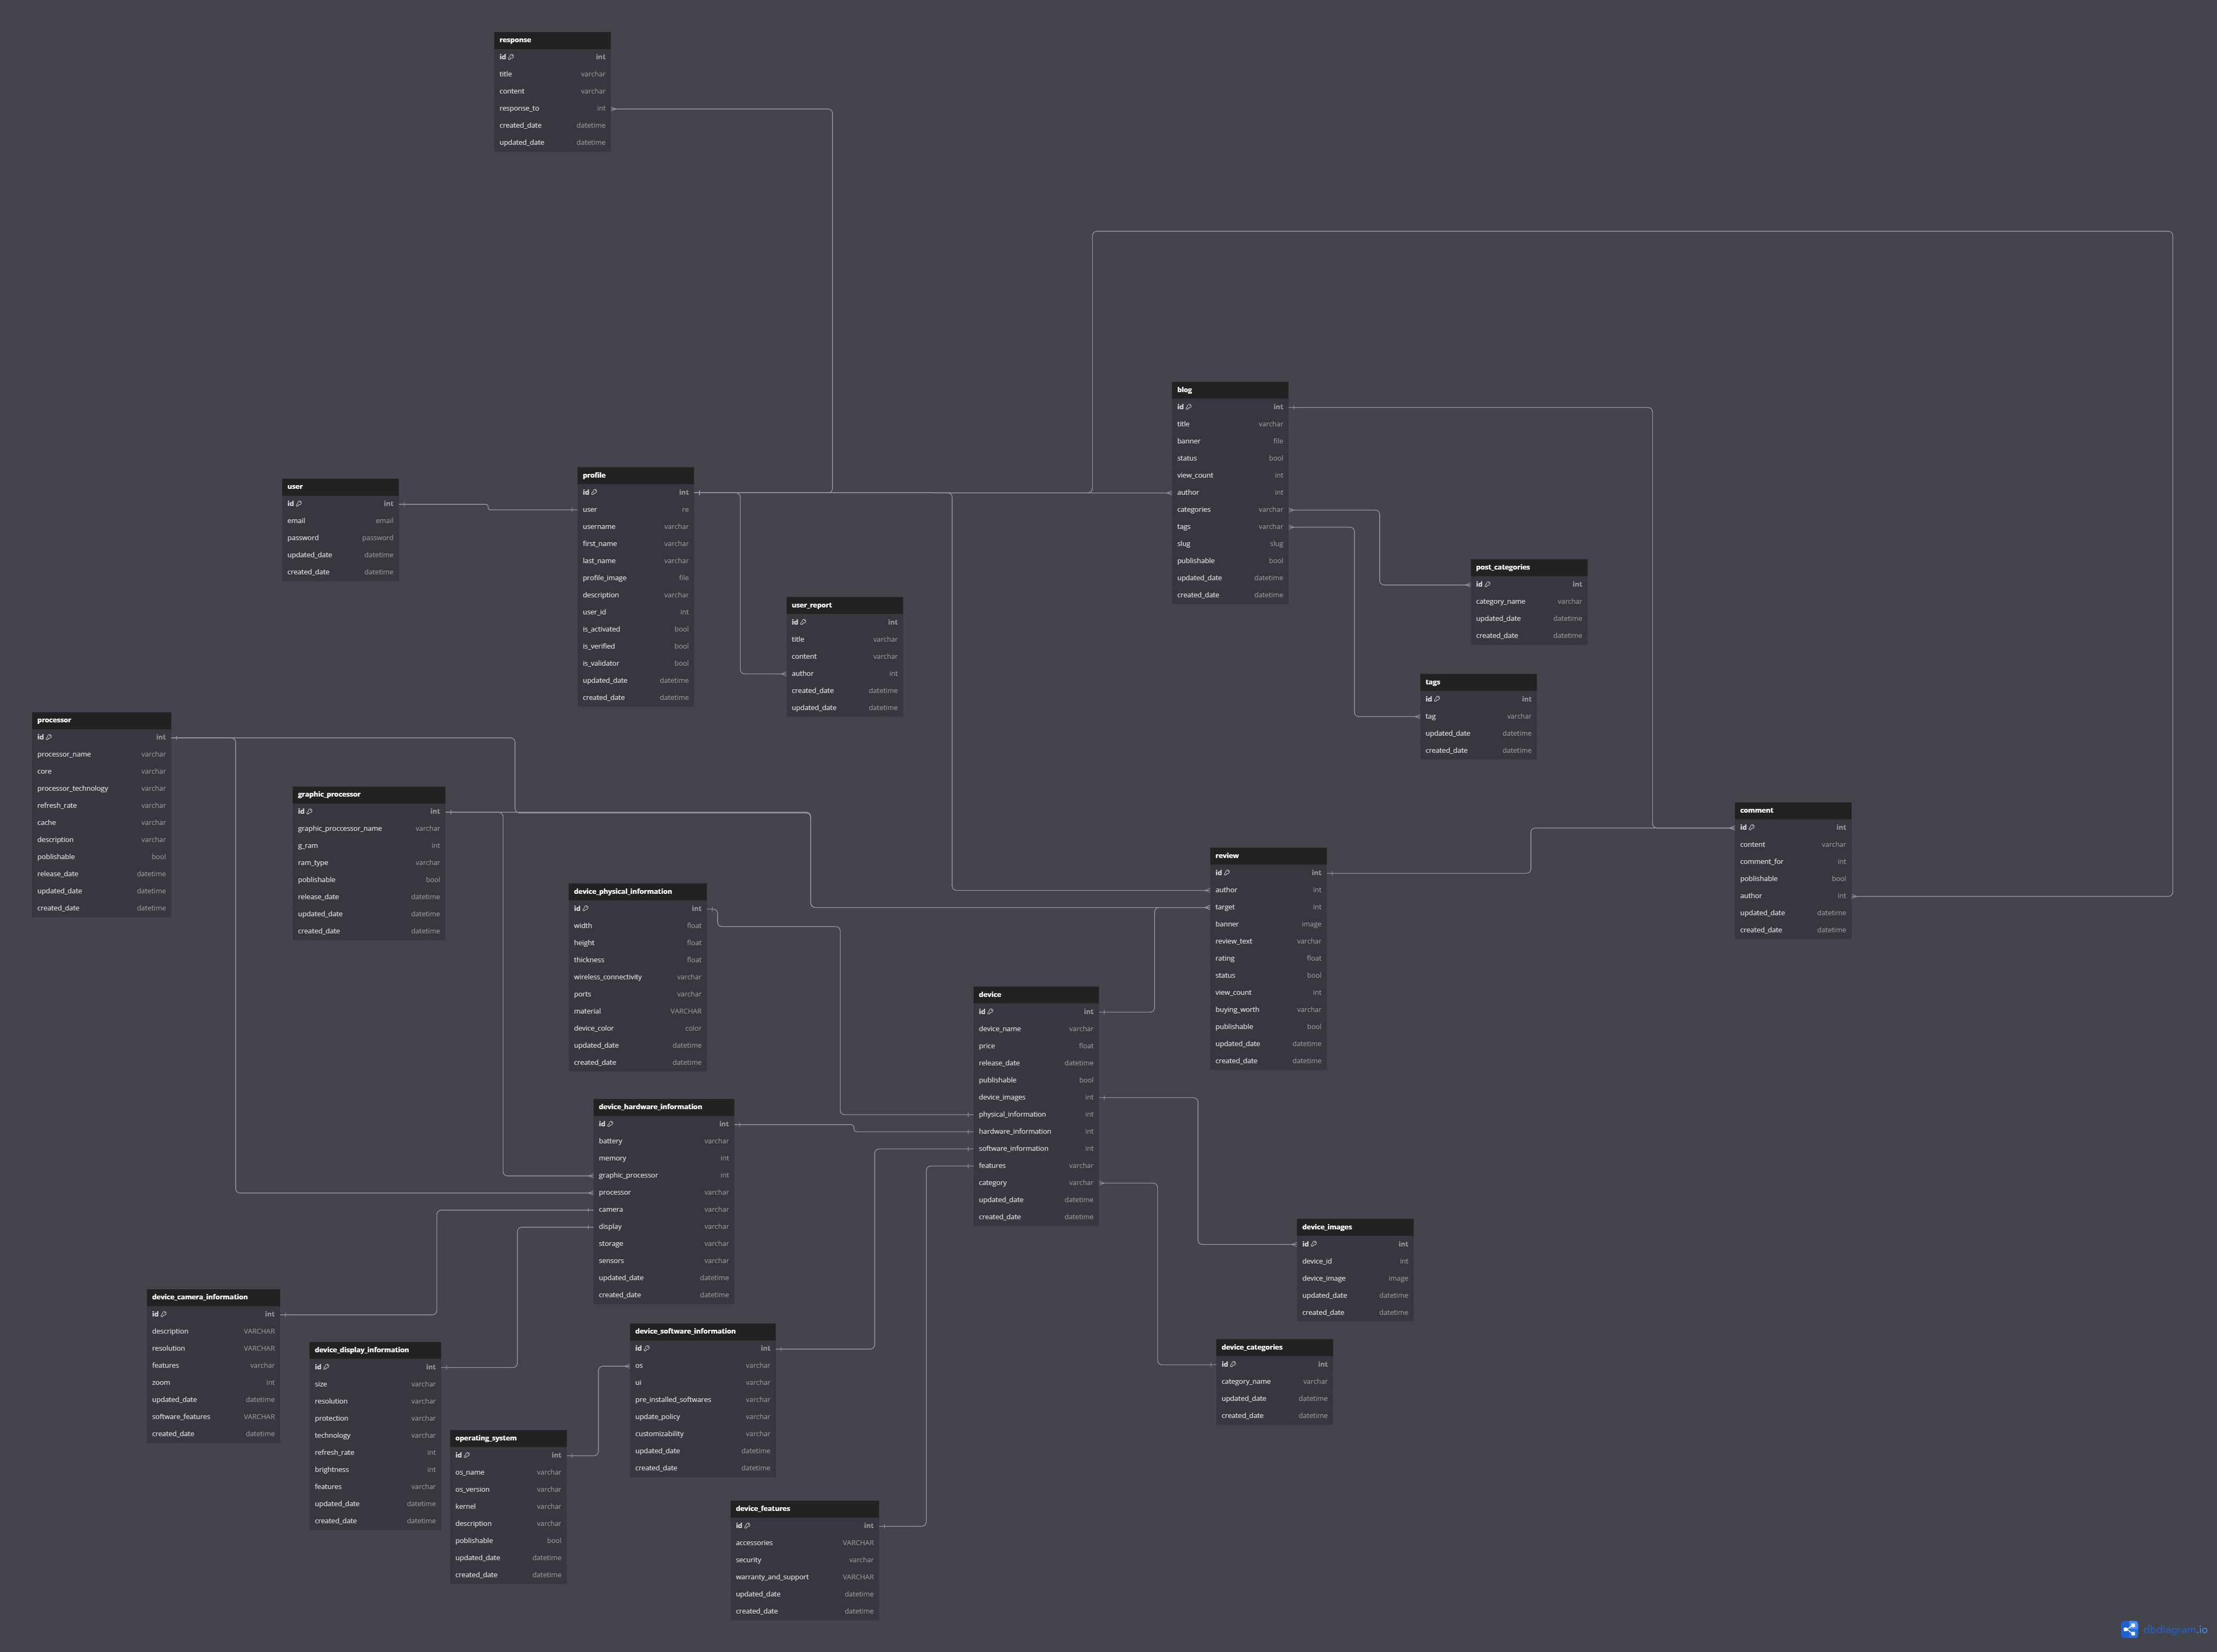 response
id int
title varchar
content varchar
response_to int
created_date datetime
updated_date datetime
blog
id int
title varchar
banner file
status bool
view_count int
author int
categories varchar
tags varchar
slug slug
publishable bool
updated_date datetime
created_date datetime
user
id int
email email
password password
updated_date datetime
created_date datetime
profile
id int
user re
username varchar
first_name varchar
last_name varchar
profile_image file
description varchar
user_id int
is_activated bool
is_verified bool
is_validator bool
updated_date datetime
created_date datetime
user_report
id int
title varchar
content varchar
author int
created_date datetime
updated_date datetime
post_categories
id int
category_name varchar
updated_date datetime
created_date datetime
tags
id int
tag varchar
updated_date datetime
created_date datetime
processor
id int
processor_name varchar
core varchar
processor_technology varchar
refresh_rate varchar
cache varchar
description varchar
poblishable bool
release_date datetime
updated_date datetime
created_date datetime
graphic_processor
id int
graphic_proccessor_name varchar
g_ram int
ram_type varchar
poblishable bool
release_date datetime
updated_date datetime
created_date datetime
comment
id int
content varchar
comment_for int
poblishable bool
author int
updated_date datetime
created_date datetime
review
id int
author int
target int
banner image
review_text varchar
rating float
status bool
view_count int
buying_worth varchar
publishable bool
updated_date datetime
created_date datetime
device_physical_information
id int
width float
height float
thickness float
wireless_connectivity varchar
ports varchar
material VARCHAR
device_color color
updated_date datetime
created_date datetime
device
id int
device_name varchar
price float
release_date datetime
publishable bool
device_images int
physical_information int
hardware_information int
software_information int
features varchar
category varchar
updated_date datetime
created_date datetime
device_hardware_information
id int
battery varchar
memory int
graphic_processor int
processor varchar
camera varchar
display varchar
storage varchar
sensors varchar
updated_date datetime
created_date datetime
device_images
id int
device_id int
device_image image
updated_date datetime
created_date datetime
device_camera_information
id int
description VARCHAR
resolution VARCHAR
features varchar
zoom int
updated_date datetime
software_features VARCHAR
created_date datetime
device_display_information
id int
size varchar
resolution varchar
protection varchar
technology varchar
refresh_rate int
brightness int
features varchar
updated_date datetime
created_date datetime
device_software_information
id int
os varchar
ui varchar
pre_installed_softwares varchar
update_policy varchar
customizability varchar
updated_date datetime
created_date datetime
device_categories
id int
category_name varchar
updated_date datetime
created_date datetime
operating_system
id int
os_name varchar
os_version varchar
kernel varchar
description varchar
poblishable bool
updated_date datetime
created_date datetime
device_features
id int
accessories VARCHAR
security varchar
warranty_and_support VARCHAR
updated_date datetime
created_date datetime
dbdiagram.io